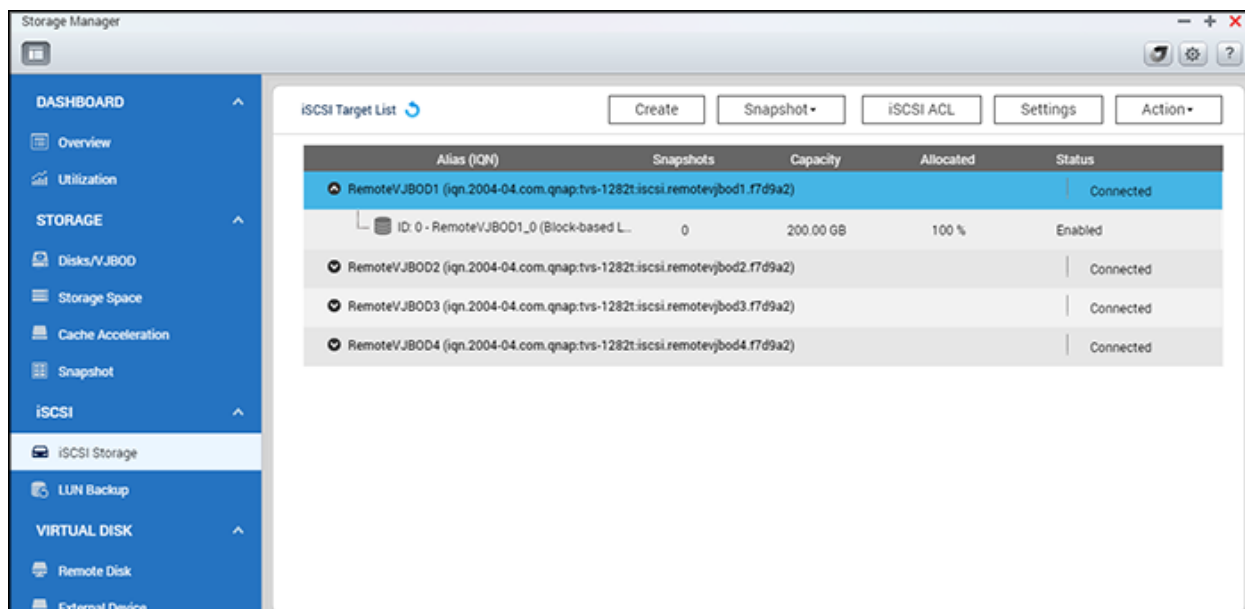 Storage Manager
DASHBOARD
Overview
Utilization
STORAGE
Disks/VJBOD
Storage Space
Cache Acceleration
Snapshot
iSCSI
iSCSI Storage
LUN Backup
VIRTUAL DISK
Remote Disk
External Device
iSCSI Target List Create Snapshot iSCSI ACL Settings Action
Alias (IQN) Snapshots Capacity Allocated Status
RemoteVJBOD1 (iqn.2004-04.com.qnap:tvs-1282t:iscsi.remotevjbod1.f7d9a2) Connected
ID: 0 - RemoteVJBOD1_0 (Block-based L... 0 200.00 GB 100 % Enabled
RemoteVJBOD2 (iqn.2004-04.com.qnap:tvs-1282t:iscsi.remotevjbod2.f7d9a2) Connected
RemoteVJBOD3 (iqn.2004-04.com.qnap:tvs-1282t:iscsi.remotevjbod3.f7d9a2) Connected
RemoteVJBOD4 (iqn.2004-04.com.qnap:tvs-1282t:iscsi.remotevjbod4.f7d9a2) Connected